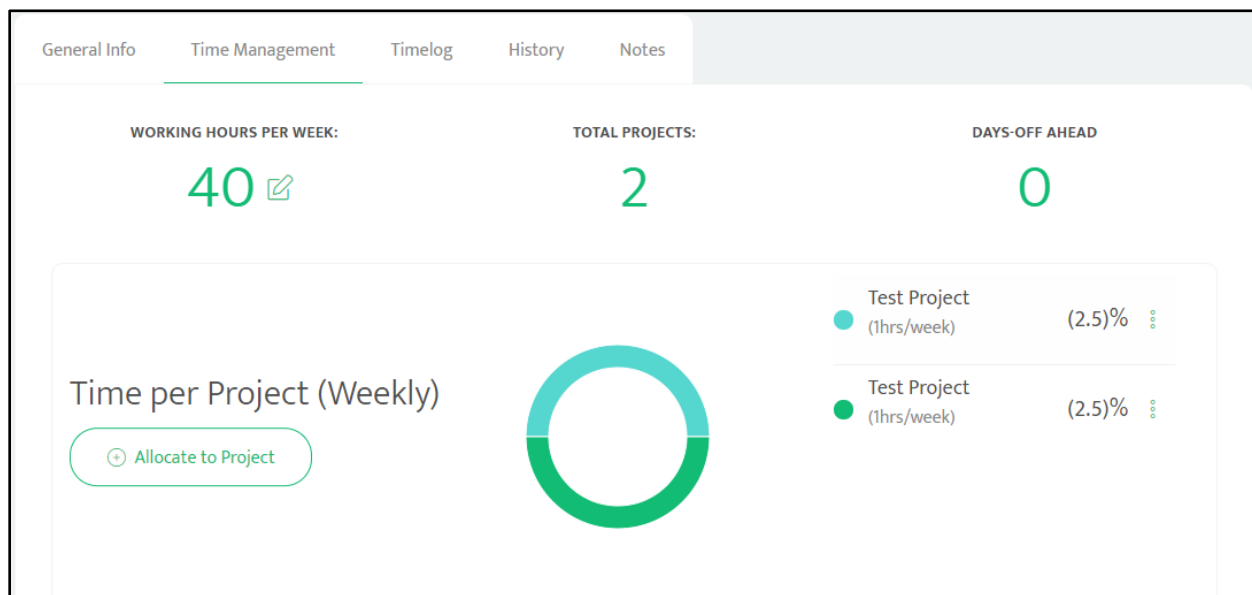 General Info
Time Management
Timelog
History
Notes
WORKING HOURS PER WEEK:
40
TOTAL PROJECTS:
2
DAYS-OFF AHEAD
0
Time per Project (Weekly)
Allocate to Project
Test Project
(1hrs/week)
(2.5)%
Test Project
(1hrs/week)
(2.5)%